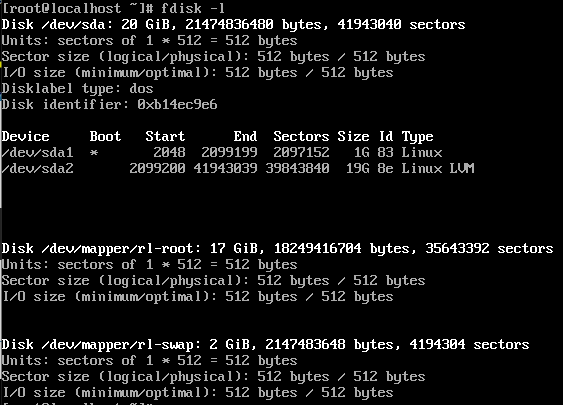 [root@localhost ~]# fdisk -l
Disk /dev/sda: 20 GiB, 21474836480 bytes, 41943040 sectors
Units: sectors of 1 * 512 = 512 bytes
Sector size (logical/physical): 512 bytes / 512 bytes
I/O size (minimum/optimal): 512 bytes / 512 bytes
Disklabel type: dos
Disk identifier: 0xb14ec9e6
Device     Boot   Start      End  Sectors Size Id Type
/dev/sda1  *       2048  2099199  2097152   1G 83 Linux
/dev/sda2       2099200 41943039 39843840  19G 8e Linux LVM
Disk /dev/mapper/rl-root: 17 GiB, 18249416704 bytes, 35643392 sectors
Units: sectors of 1 * 512 = 512 bytes
Sector size (logical/physical): 512 bytes / 512 bytes
I/O size (minimum/optimal): 512 bytes / 512 bytes
Disk /dev/mapper/rl-swap: 2 GiB, 2147483648 bytes, 4194304 sectors
Units: sectors of 1 * 512 = 512 bytes
Sector size (logical/physical): 512 bytes / 512 bytes
I/O size (minimum/optimal): 512 bytes / 512 bytes
[root@localhost ~]#